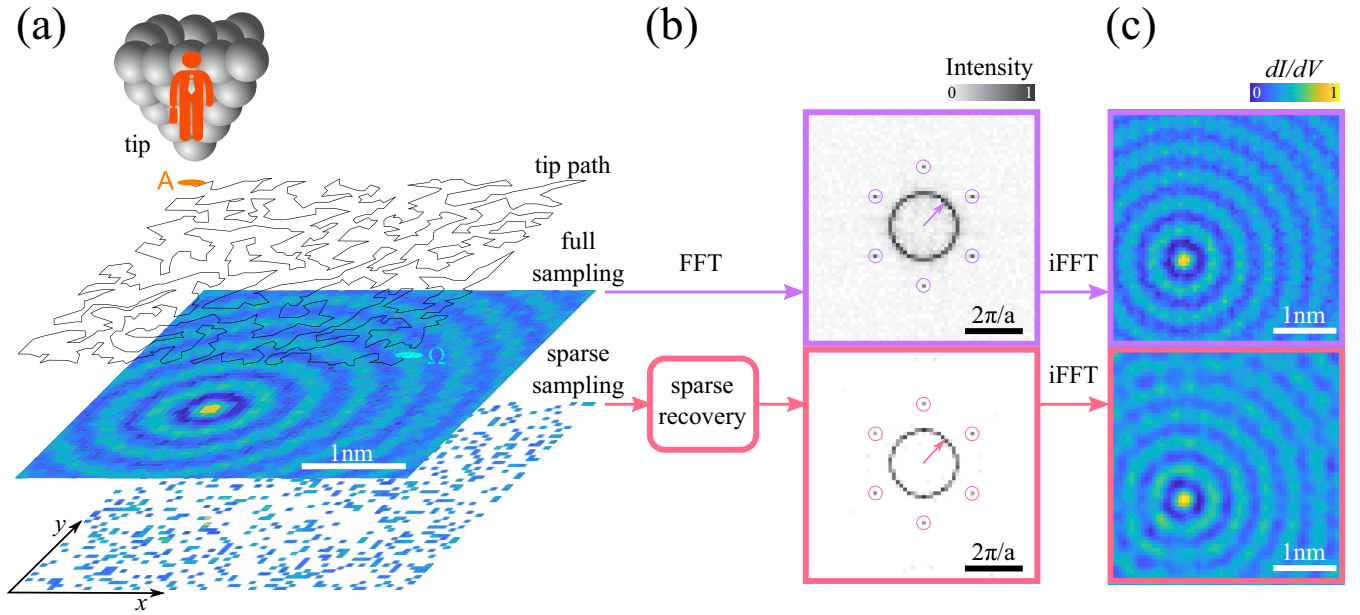 (a)
tip
A
tip path
full
sampling
Ω
sparse
sampling
1nm
y
x
FFT
sparse
recovery
(b)
Intensity
0 1
2π/a
2π/a
iFFT
iFFT
(c)
dI/dV
0 1
1nm
1nm